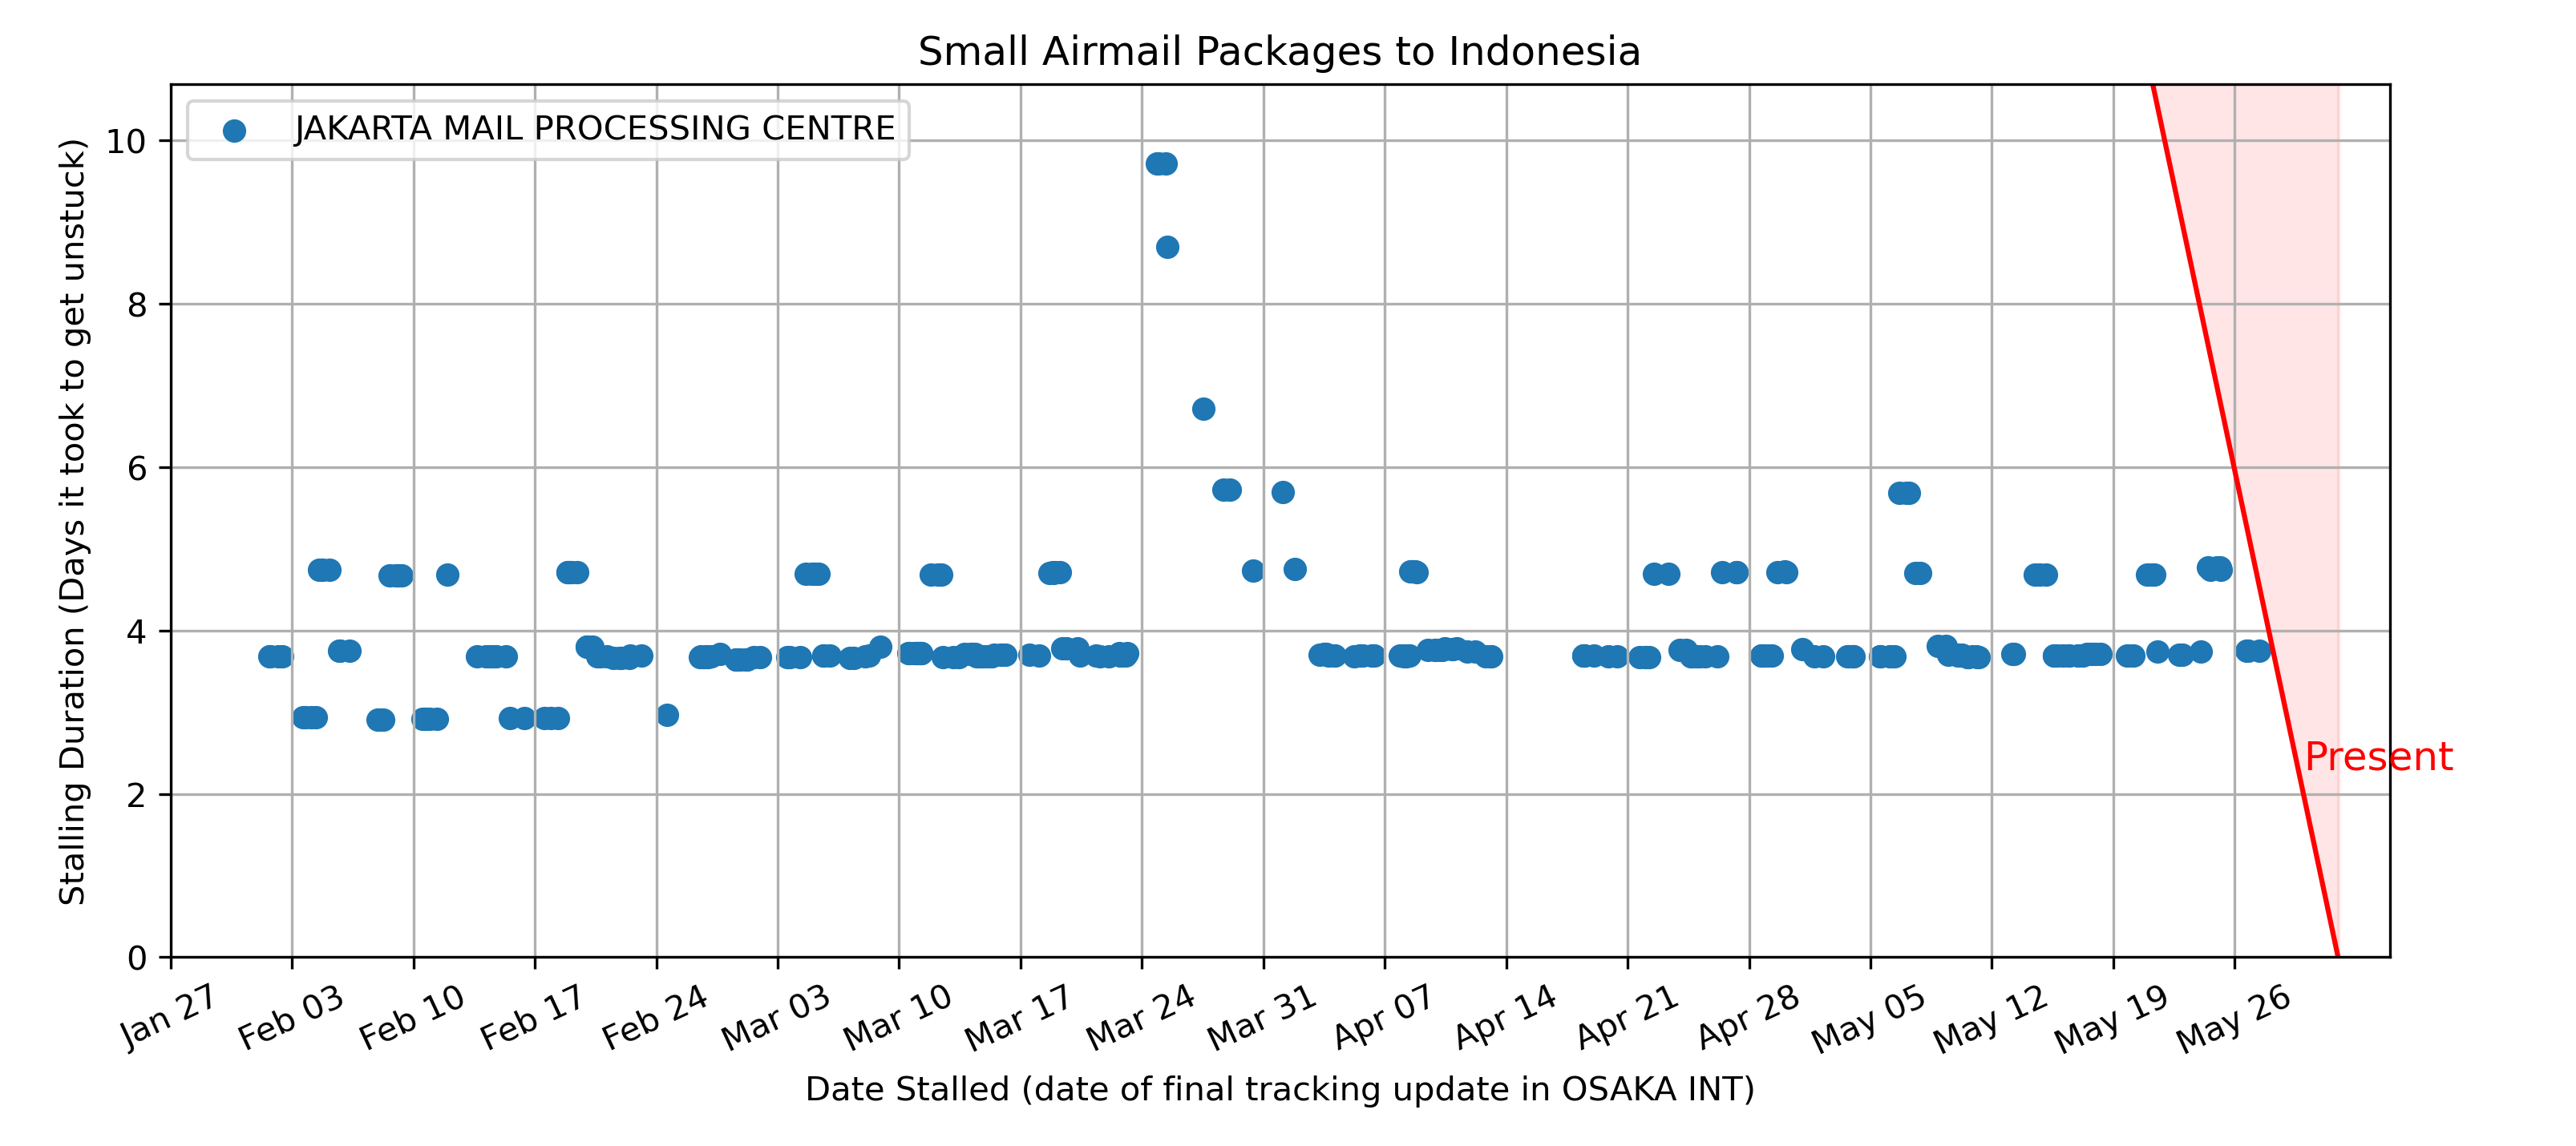 Small Airmail Packages to Indonesia
JAKARTA MAIL PROCESSING CENTRE
Stalling Duration (Days it took to get unstuck)
10
8
6
4
2
0
Present
Jan 27
Feb 03
Feb 10
Feb 17
Feb 24
Mar 03
Mar 10
Mar 17
Mar 24
Mar 31
Apr 07
Apr 14
Apr 21
Apr 28
May 05
May 12
May 19
May 26
Date Stalled (date of final tracking update in OSAKA INT)